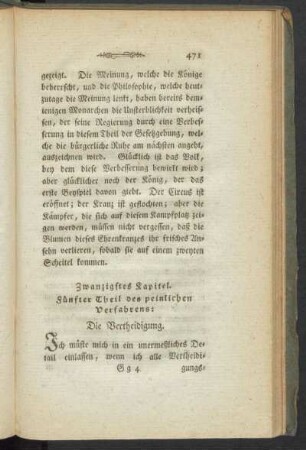 471
gezeigt. Die Meinung, welche die Könige
beherrscht, und die Philosophie, welche heut-
zutage die Meinung lenkt, haben bereits dem-
jenigen Monarchen die Unsterblichkeit verheis-
sen, der seine Regierung durch eine Verbes-
serung in diesem Theil der Gesetzgebung, wel-
che die bürgerliche Ruhe am nächsten angeht,
auszeichnen wird. Glücklich ist das Volk,
bey dem diese Verbesserung bewirkt wird;
aber glücklicher noch der König, der das
erste Beyspiel davon giebt. Der Circus ist
eröfnet; der Kranz ist geflochten; aber die
Kämpfer, die sich auf diesem Kampfplatz zei-
gen werden, müssen nicht vergessen, daß die
Blumen dieses Ehrenkranzes ihr frisches An-
sehn verlieren, sobald sie auf einem zweyten
Scheitel kommen.
Zwanzigstes Kapitel.
Fünfter Theil des peinlichen
Verfahrens:
Die Vertheidigung.
Ich müßte mich in ein unermeßliches De-
tail einlassen, wenn ich alle Vertheidi-
Gg 4 gungs-